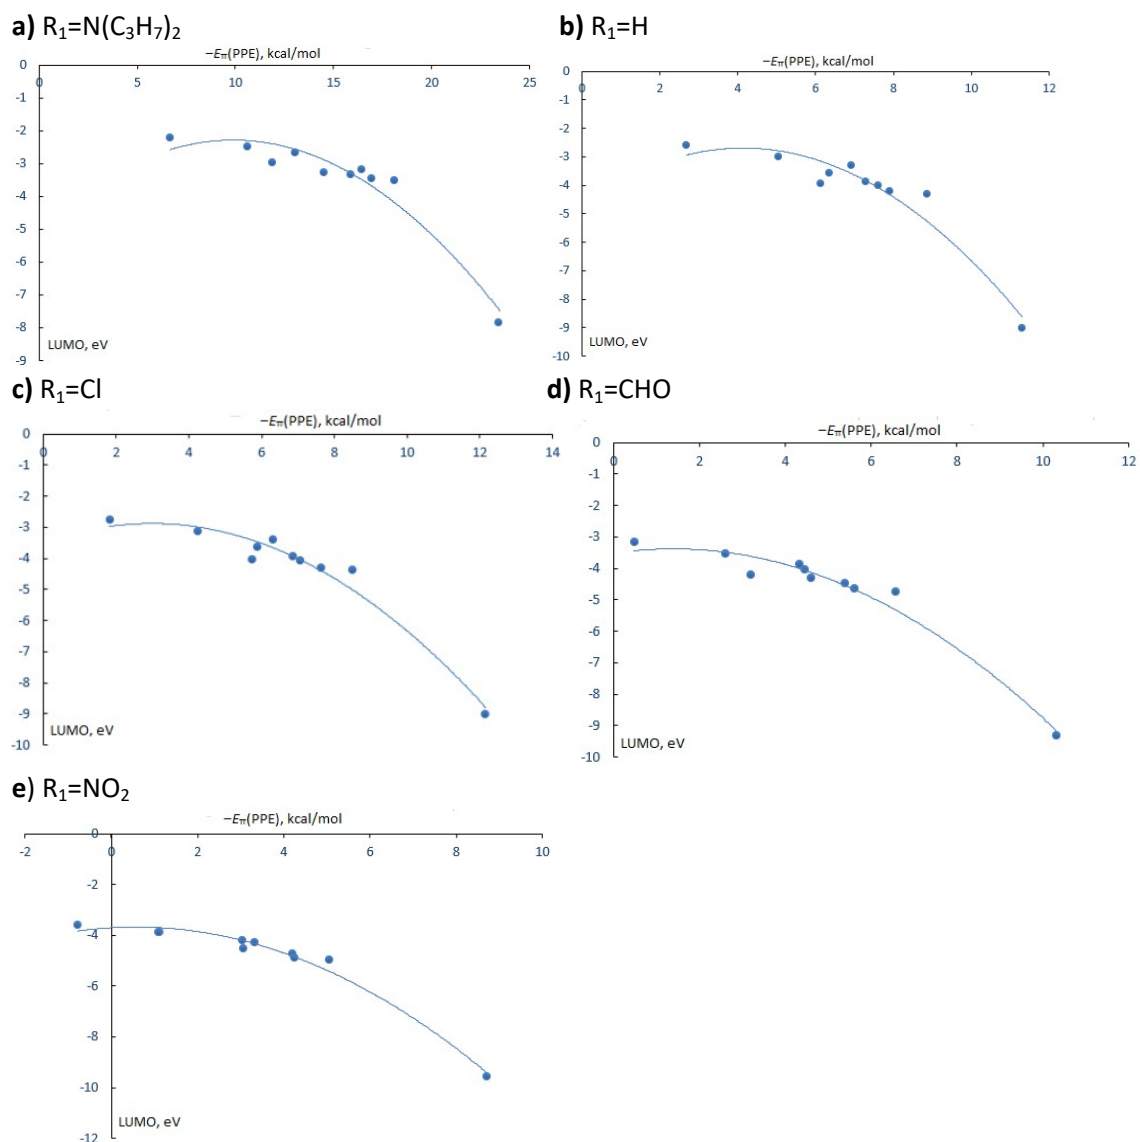 a) R₁=N(C₃H₇)₂
−Eπ(PPE), kcal/mol
0 5 10 15 20 25
0
-1
-2
-3
-4
-5
-6
-7
-8
-9
LUMO, eV
b) R₁=H
−Eπ(PPE), kcal/mol
0 2 4 6 8 10 12
0
-1
-2
-3
-4
-5
-6
-7
-8
-9
-10
LUMO, eV
c) R₁=Cl
−Eπ(PPE), kcal/mol
0 2 4 6 8 10 12 14
0
-1
-2
-3
-4
-5
-6
-7
-8
-9
-10
LUMO, eV
d) R₁=CHO
−Eπ(PPE), kcal/mol
0 2 4 6 8 10 12
0
-1
-2
-3
-4
-5
-6
-7
-8
-9
-10
LUMO, eV
e) R₁=NO₂
−Eπ(PPE), kcal/mol
-2 0 2 4 6 8 10
0
-2
-4
-6
-8
-10
-12
LUMO, eV